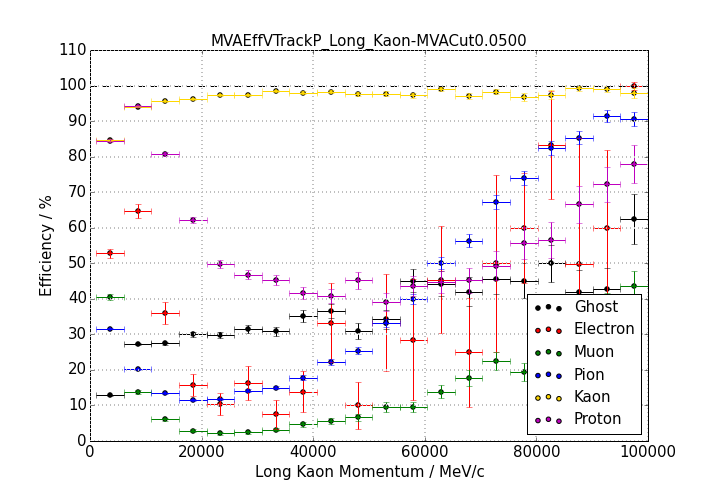 MVAEffVTrackP_Long_Kaon-MVACut0.0500
110
100
90
80
70
60
50
40
30
20
10
0
Efficiency / %
Ghost
Electron
Muon
Pion
Kaon
Proton
0 20000 40000 60000 80000 100000
Long Kaon Momentum / MeV/c